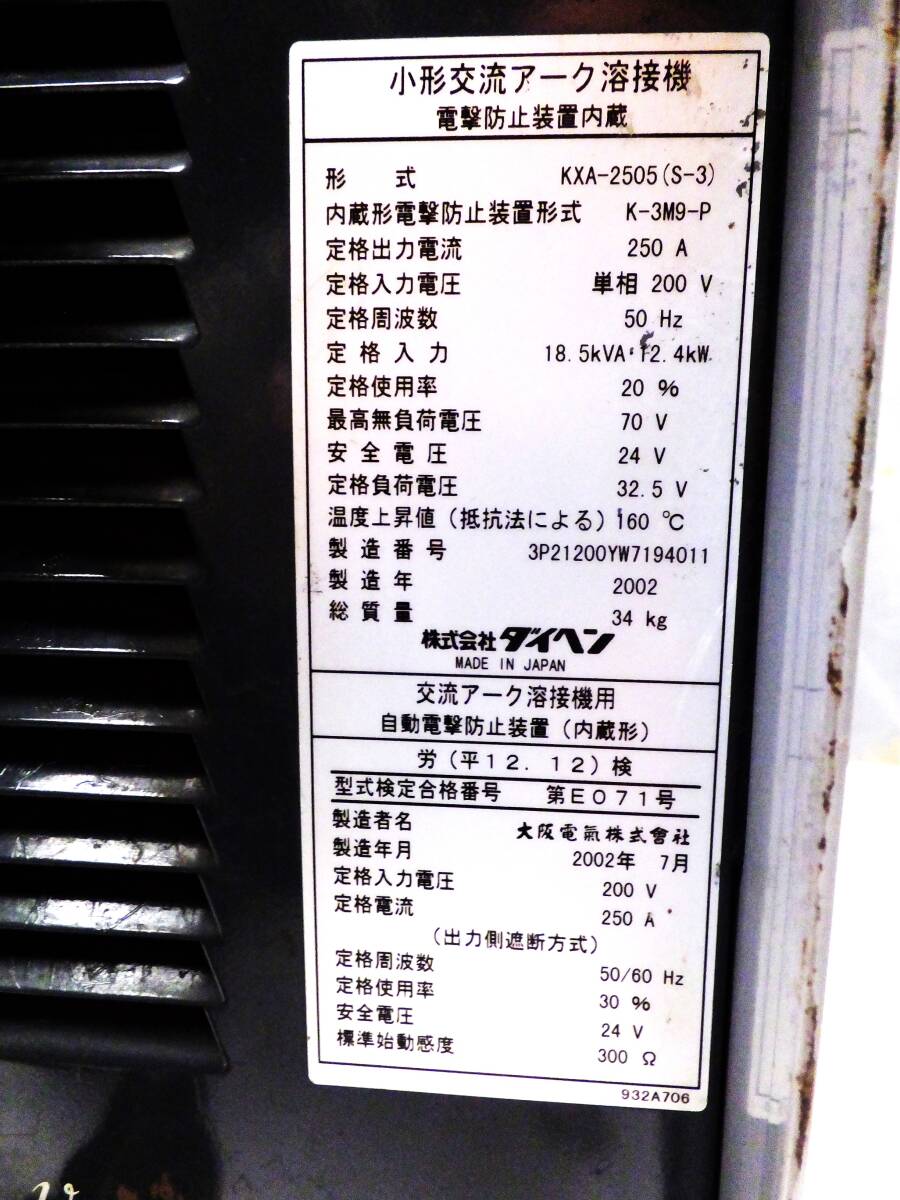 小形交流アーク溶接機
電撃防止装置内蔵
形 式 KXA-2505(S-3)
内蔵形電撃防止装置形式 K-3M9-P
定格出力電流 250 A
定格入力電圧 単相 200 V
定格周波数 50 Hz
定格入力 18.5kVA・12.4kW
定格使用率 20 %
最高無負荷電圧 70 V
安全電圧 24 V
定格負荷電圧 32.5 V
温度上昇値(抵抗法による) 160 ℃
製造番号 3P21200YW7194011
製造年 2002
総質量 34 kg
株式会社ダイヘン
MADE IN JAPAN
交流アーク溶接機用
自動電撃防止装置(内蔵形)
労(平12.12)検
型式検定合格番号 第E071号
製造者名 大阪電氣株式會社
製造年月 2002年 7月
定格入力電圧 200 V
定格電流 250 A
(出力側遮断方式)
定格周波数 50/60 Hz
定格使用率 30 %
安全電圧 24 V
標準始動感度 300 Ω
932A706